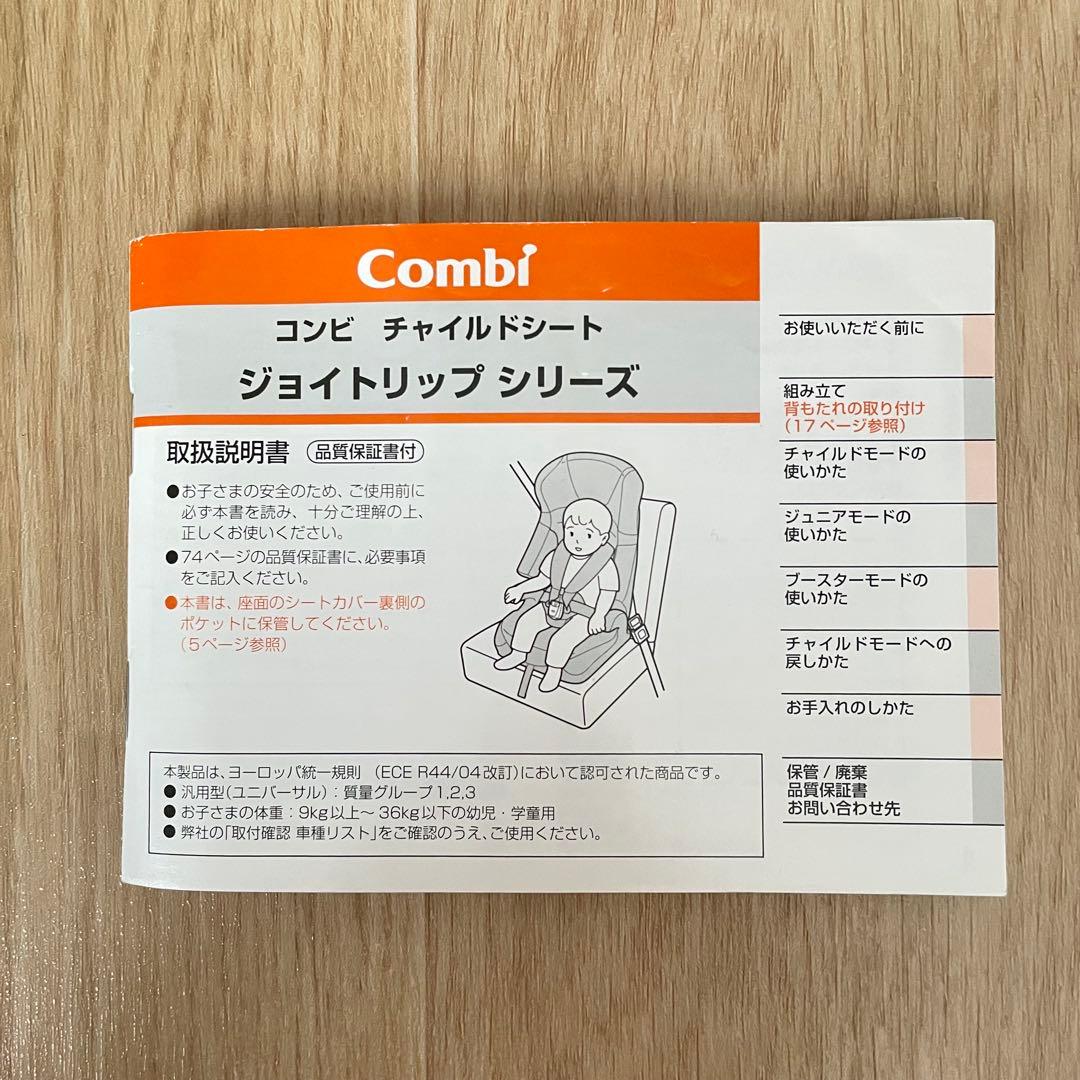 Combi
コンビ チャイルドシート
ジョイトリップ シリーズ
取扱説明書 品質保証書付
●お子さまの安全のため、ご使用前に
必ず本書を読み、十分ご理解の上、
正しくお使いください。
●74ページの品質保証書に、必要事項
をご記入ください。
●本書は、座面のシートカバー裏側の
ポケットに保管してください。
(5ページ参照)
本製品は、ヨーロッパ統一規則 (ECE R44/04改訂)において認可された商品です。
● 汎用型(ユニバーサル):質量グループ1,2,3
● お子さまの体重:9kg以上〜36kg以下の幼児・学童用
● 弊社の「取付確認 車種リスト」をご確認のうえ、ご使用ください。
お使いいただく前に
組み立て
背もたれの取り付け
(17ページ参照)
チャイルドモードの
使いかた
ジュニアモードの
使いかた
ブースターモードの
使いかた
チャイルドモードへの
戻しかた
お手入れのしかた
保管/廃棄
品質保証書
お問い合わせ先